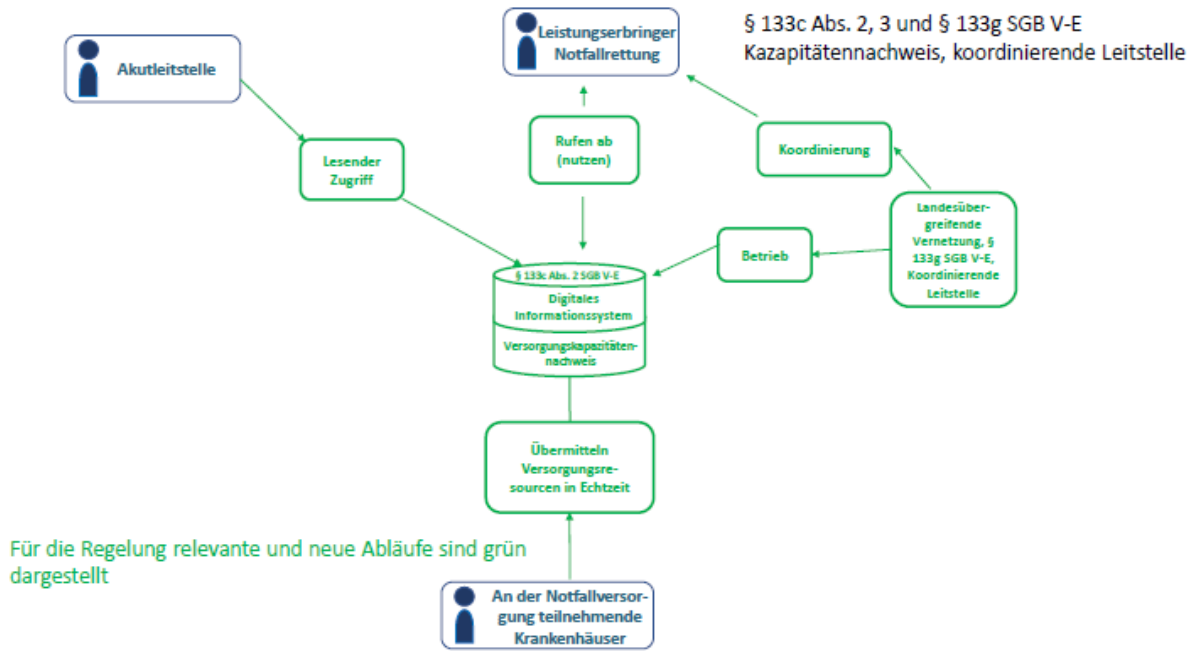 § 133c Abs. 2, 3 und § 133g SGB V-E
Kazapitätennachweis, koordinierende Leitstelle
Leistungserbringer
Notfallrettung
Akutleitstelle
Rufen ab
(nutzen)
Koordinierung
Lesender
Zugriff
Landesüber-
greifende
Vernetzung, §
133g SGB V-E,
Koordinierende
Leitstelle
Betrieb
§ 133c Abs. 2 SGB V-E
Digitales
Informationssystem
Versorgungskapazitäten-
nachweis
Übermitteln
Versorgungsre-
sourcen in Echtzeit
Für die Regelung relevante und neue Abläufe sind grün
dargestellt
An der Notfallversor-
gung teilnehmende
Krankenhäuser